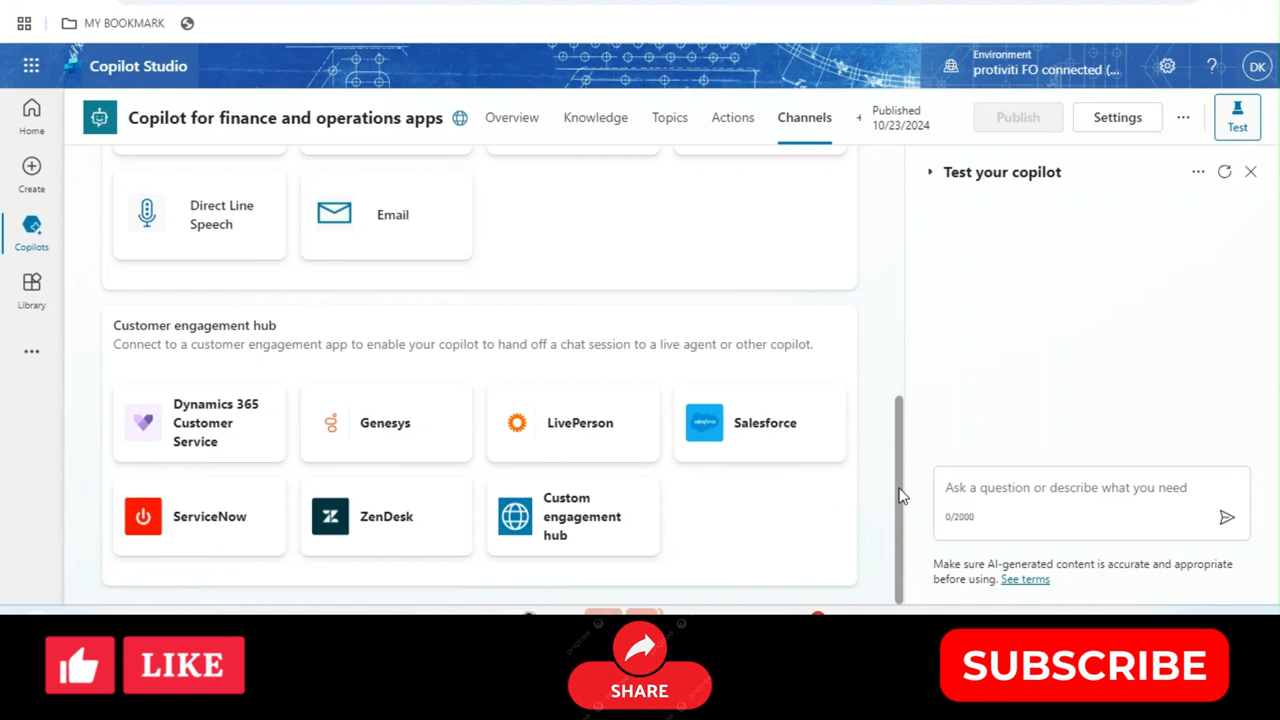 MY BOOKMARK
Copilot Studio
Environment
protiviti FO connected (...
?
DK
Home
Create
Copilots
Library
Copilot for finance and operations apps
Overview
Knowledge
Topics
Actions
Channels
+
Published
10/23/2024
Publish
Settings
Test
Direct Line
Speech
Email
Customer engagement hub
Connect to a customer engagement app to enable your copilot to hand off a chat session to a live agent or other copilot.
Dynamics 365
Customer
Service
Genesys
LivePerson
salesforce
Salesforce
ServiceNow
ZenDesk
Custom
engagement
hub
Test your copilot
Ask a question or describe what you need
0/2000
Make sure AI-generated content is accurate and appropriate
before using. See terms
LIKE
SHARE
SUBSCRIBE